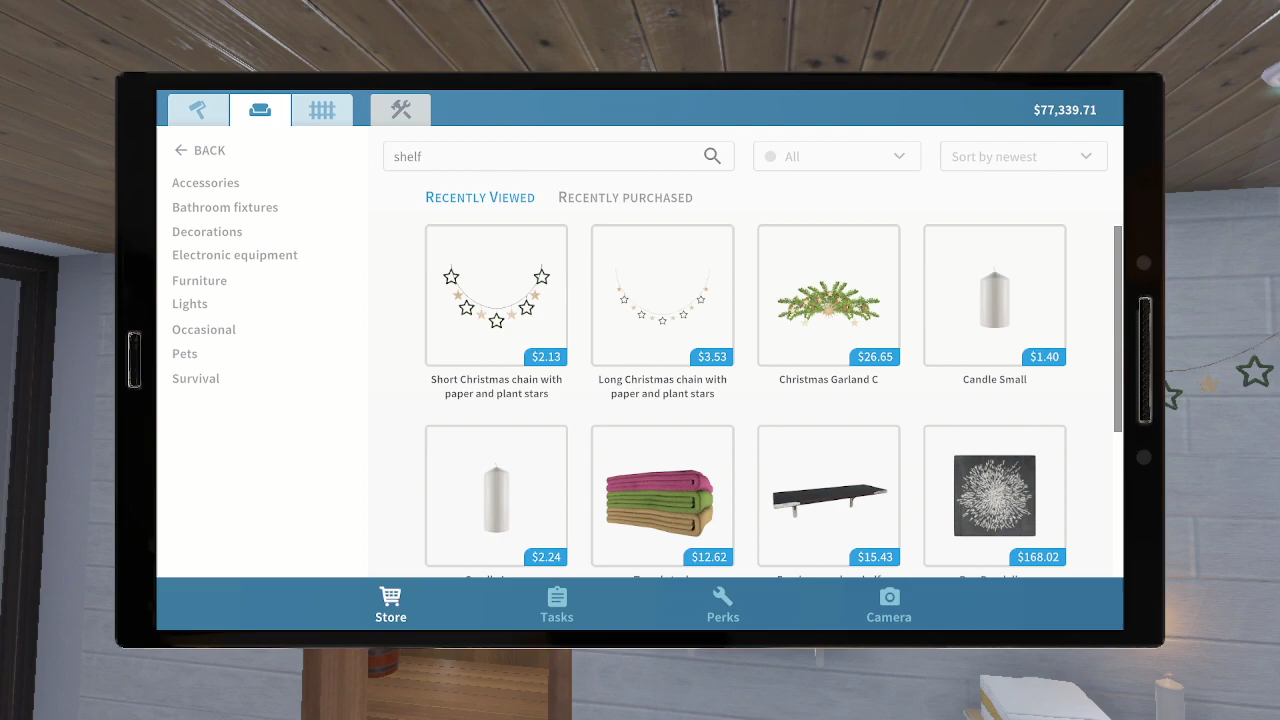 $77,339.71
BACK
shelf
All
Sort by newest
Accessories
Bathroom fixtures
Decorations
Electronic equipment
Furniture
Lights
Occasional
Pets
Survival
RECENTLY VIEWED
RECENTLY PURCHASED
$2.13
$3.53
$26.65
$1.40
Short Christmas chain with
paper and plant stars
Long Christmas chain with
paper and plant stars
Christmas Garland C
Candle Small
$2.24
$12.62
$15.43
$168.02
Store
Tasks
Perks
Camera